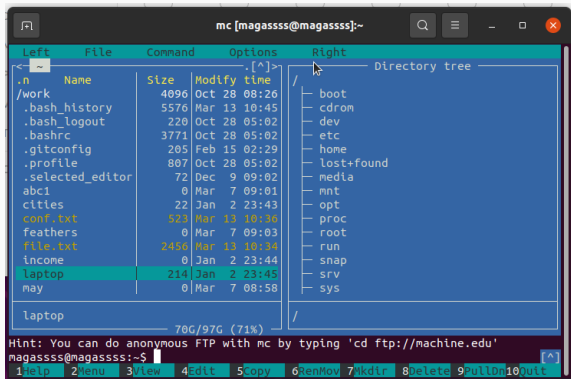 mc [magassss@magassss]:~
Left File Command Options Right
~ .[^]> Directory tree
.n Name Size Modify time /
/work 4096 Oct 28 08:26 boot
.bash_history 5576 Mar 13 10:45 cdrom
.bash_logout 220 Oct 28 05:02 dev
.bashrc 3771 Oct 28 05:02 etc
.gitconfig 205 Feb 15 02:29 home
.profile 807 Oct 28 05:02 lost+found
.selected_editor 72 Dec 9 09:02 media
abc1 0 Mar 7 09:01 mnt
cities 22 Jan 2 23:43 opt
conf.txt 523 Mar 13 10:36 proc
feathers 0 Mar 7 09:03 root
file.txt 2456 Mar 13 10:34 run
income 0 Jan 2 23:44 snap
laptop 214 Jan 2 23:45 srv
may 0 Mar 7 08:58 sys
laptop /
70G/97G (71%)
Hint: You can do anonymous FTP with mc by typing 'cd ftp://machine.edu'
magassss@magassss:~$ [^]
1Help 2Menu 3View 4Edit 5Copy 6RenMov 7Mkdir 8Delete 9PullDn 10Quit